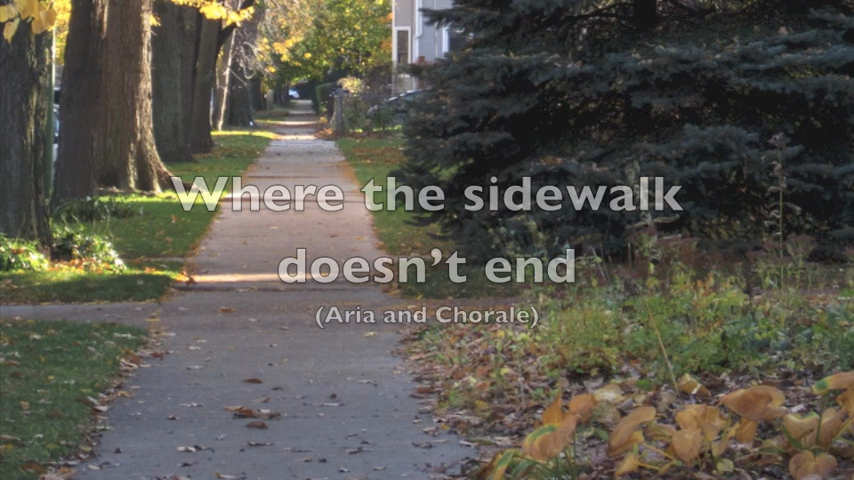 Where the sidewalk
doesn't end
(Aria and Chorale)